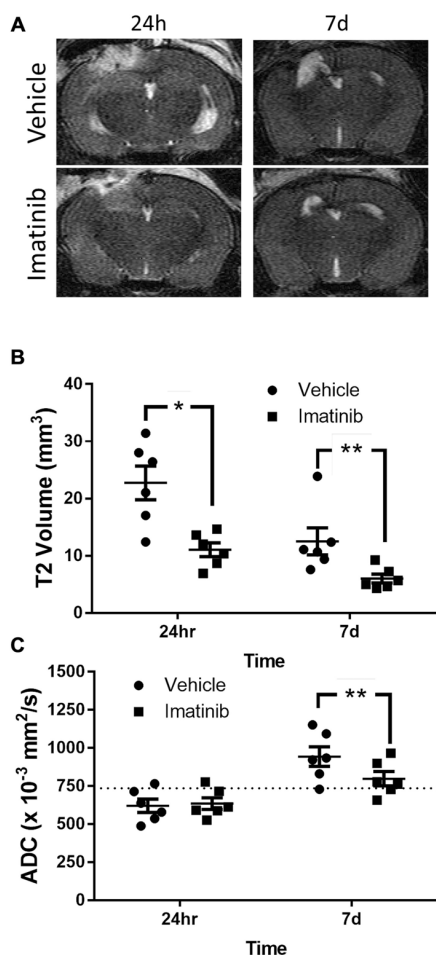 A
24h
7d
Vehicle
Imatinib
B
T2 Volume (mm³)
40
30
20
10
0
Vehicle
Imatinib
*
**
24hr
7d
Time
C
ADC (x 10⁻³ mm²/s)
1500
1250
1000
750
500
250
0
Vehicle
Imatinib
**
24hr
7d
Time